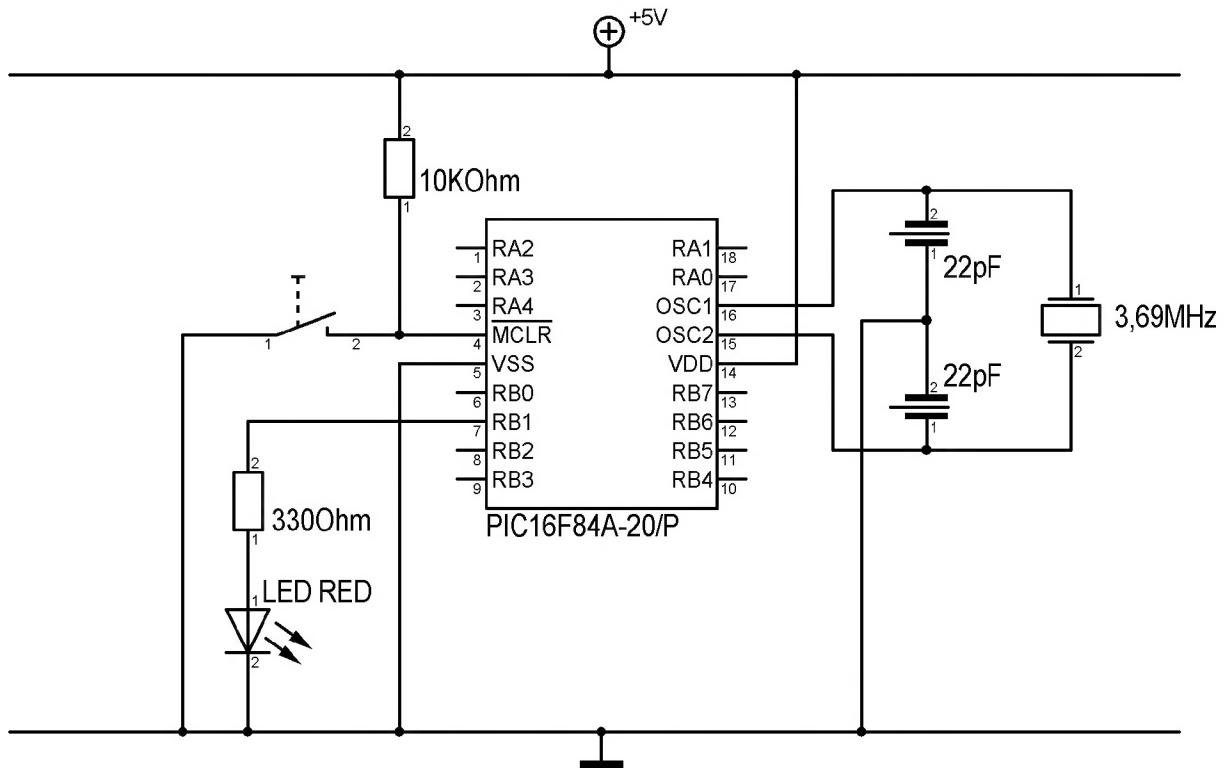 +5V
2
10KOhm
1
RA2
1
RA3
2
RA4
3
MCLR
4
VSS
5
RB0
6
RB1
7
RB2
8
RB3
9
RA1
18
RA0
17
OSC1
16
OSC2
15
VDD
14
RB7
13
RB6
12
RB5
11
RB4
10
PIC16F84A-20/P
1
2
2
330Ohm
1
LED RED
1
2
2
1
22pF
22pF
2
1
1
3,69MHz
2